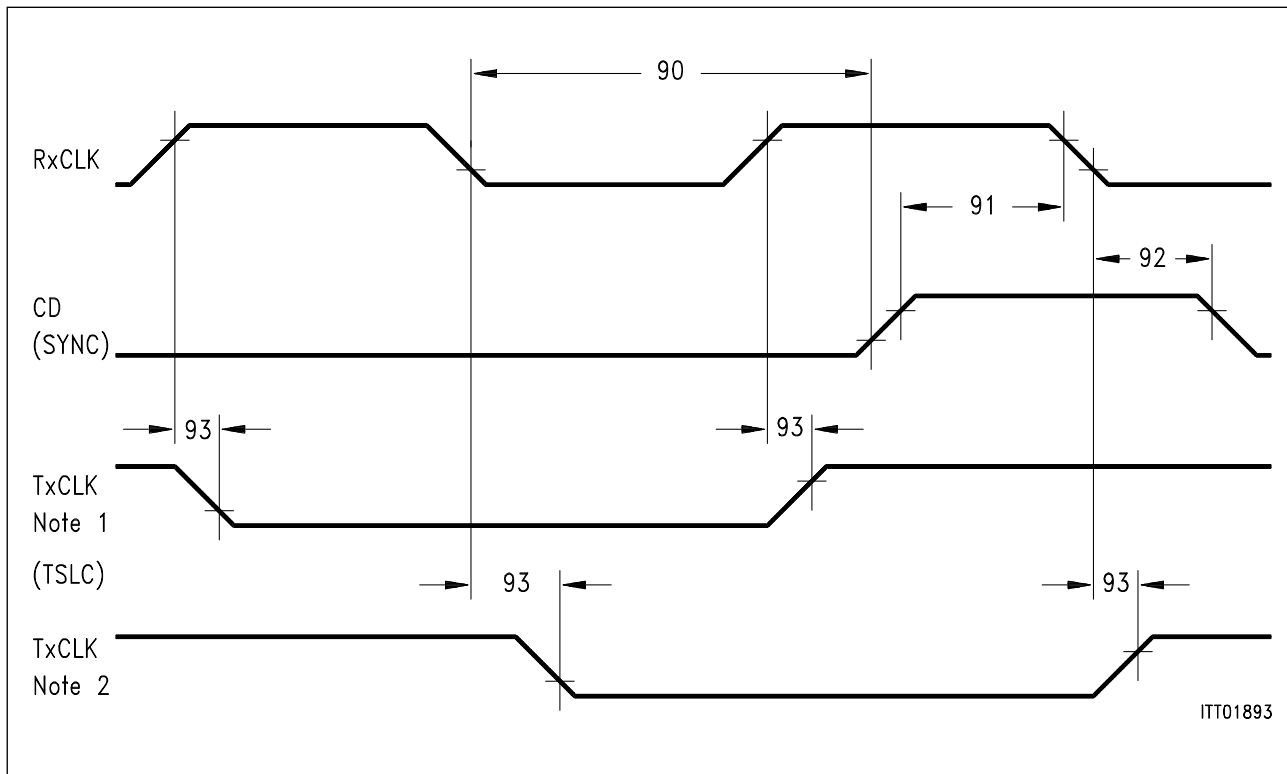 90
RxCLK
91
92
CD
(SYNC)
93
93
TxCLK
Note 1
(TSLC)
93
93
TxCLK
Note 2
ITT01893